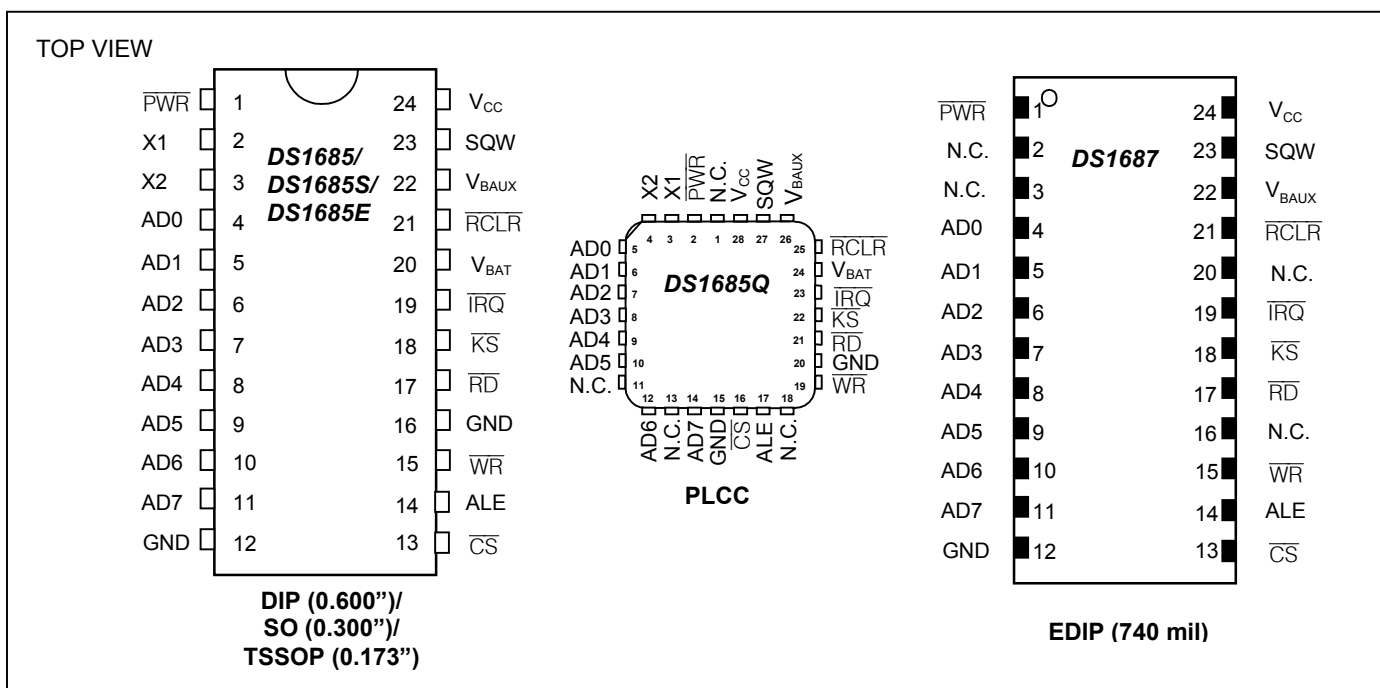 TOP VIEW
PWR 1 24 VCC
X1 2 23 SQW
X2 3 22 VBAUX
AD0 4 21 RCLR
AD1 5 20 VBAT
AD2 6 19 IRQ
AD3 7 18 KS
AD4 8 17 RD
AD5 9 16 GND
AD6 10 15 WR
AD7 11 14 ALE
GND 12 13 CS
DS1685/
DS1685S/
DS1685E
DIP (0.600”)/
SO (0.300”)/
TSSOP (0.173”)
X2 X1 PWR N.C. VCC SQW VBAUX
4 3 2 1 28 27 26
AD0 5 25 RCLR
AD1 6 24 VBAT
AD2 7 23 IRQ
AD3 8 22 KS
AD4 9 21 RD
AD5 10 20 GND
N.C. 11 19 WR
DS1685Q
12 13 14 15 16 17 18
AD6 N.C. AD7 GND CS ALE N.C.
PLCC
PWR 1 24 VCC
N.C. 2 23 SQW
N.C. 3 22 VBAUX
AD0 4 21 RCLR
AD1 5 20 N.C.
AD2 6 19 IRQ
AD3 7 18 KS
AD4 8 17 RD
AD5 9 16 N.C.
AD6 10 15 WR
AD7 11 14 ALE
GND 12 13 CS
DS1687
EDIP (740 mil)